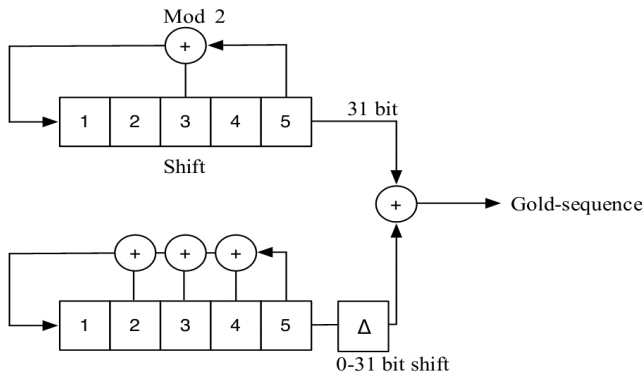 Mod 2
+
1 2 3 4 5
31 bit
Shift
+
Gold-sequence
+ + +
1 2 3 4 5
Δ
0-31 bit shift